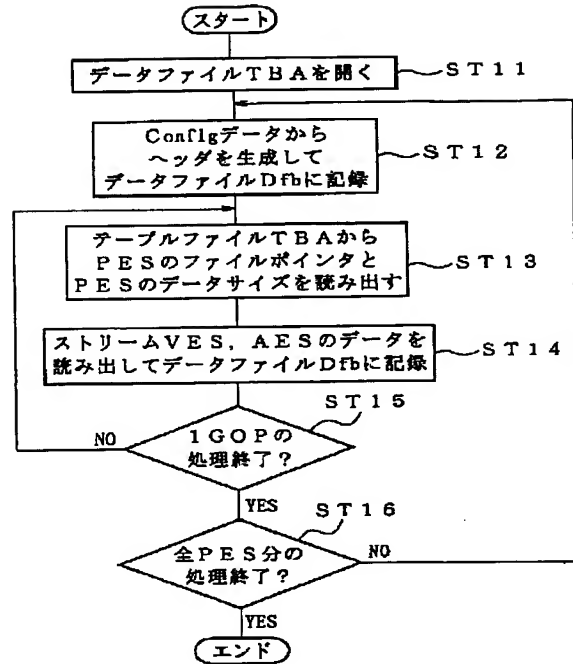 スタート
データファイルTBAを開く
ST11
Configデータから
ヘッダを生成して
データファイルDfbに記録
ST12
テーブルファイルTBAから
PESのファイルポインタと
PESのデータサイズを読み出す
ST13
ストリームVES,AESのデータを
読み出してデータファイルDfbに記録
ST14
ST15
1GOPの
処理終了?
NO
YES
ST16
全PES分の
処理終了?
NO
YES
エンド